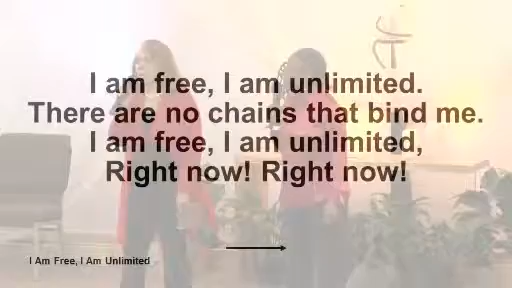 I am free, I am unlimited.
There are no chains that bind me.
I am free, I am unlimited,
Right now! Right now!
I Am Free, I Am Unlimited